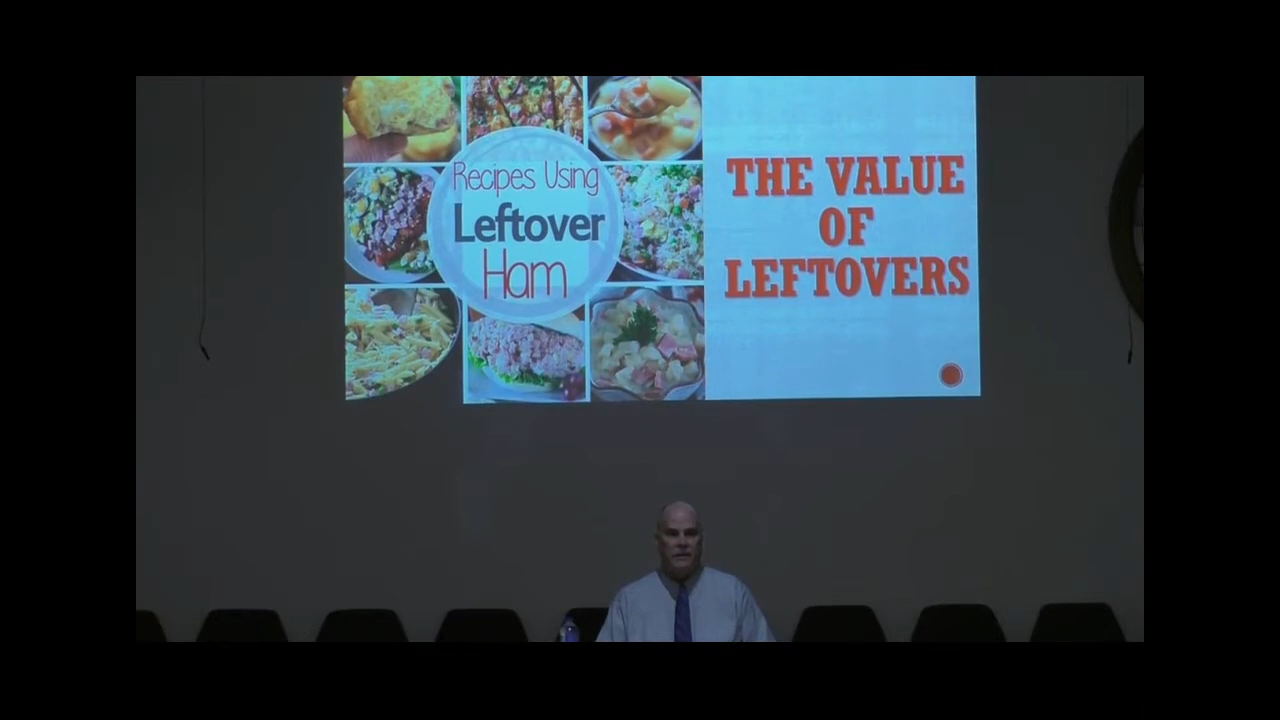 Recipes Using
Leftover
Ham
THE VALUE
OF
LEFTOVERS